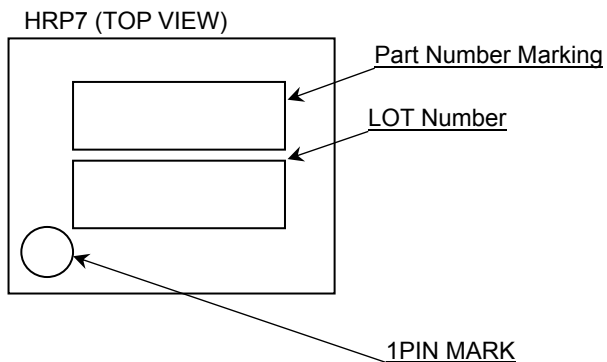 HRP7 (TOP VIEW)
Part Number Marking
LOT Number
1PIN MARK